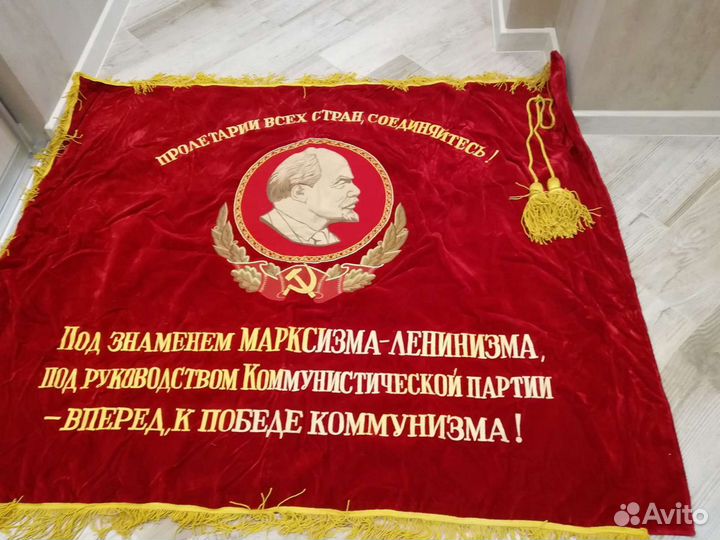 ПРОЛЕТАРИИ ВСЕХ СТРАН, СОЕДИНЯЙТЕСЬ!
ПОД ЗНАМЕНЕМ МАРКСИЗМА-ЛЕНИНИЗМА,
ПОД РУКОВОДСТВОМ КОММУНИСТИЧЕСКОЙ ПАРТИИ
– ВПЕРЕД, К ПОБЕДЕ КОММУНИЗМА!
Avito